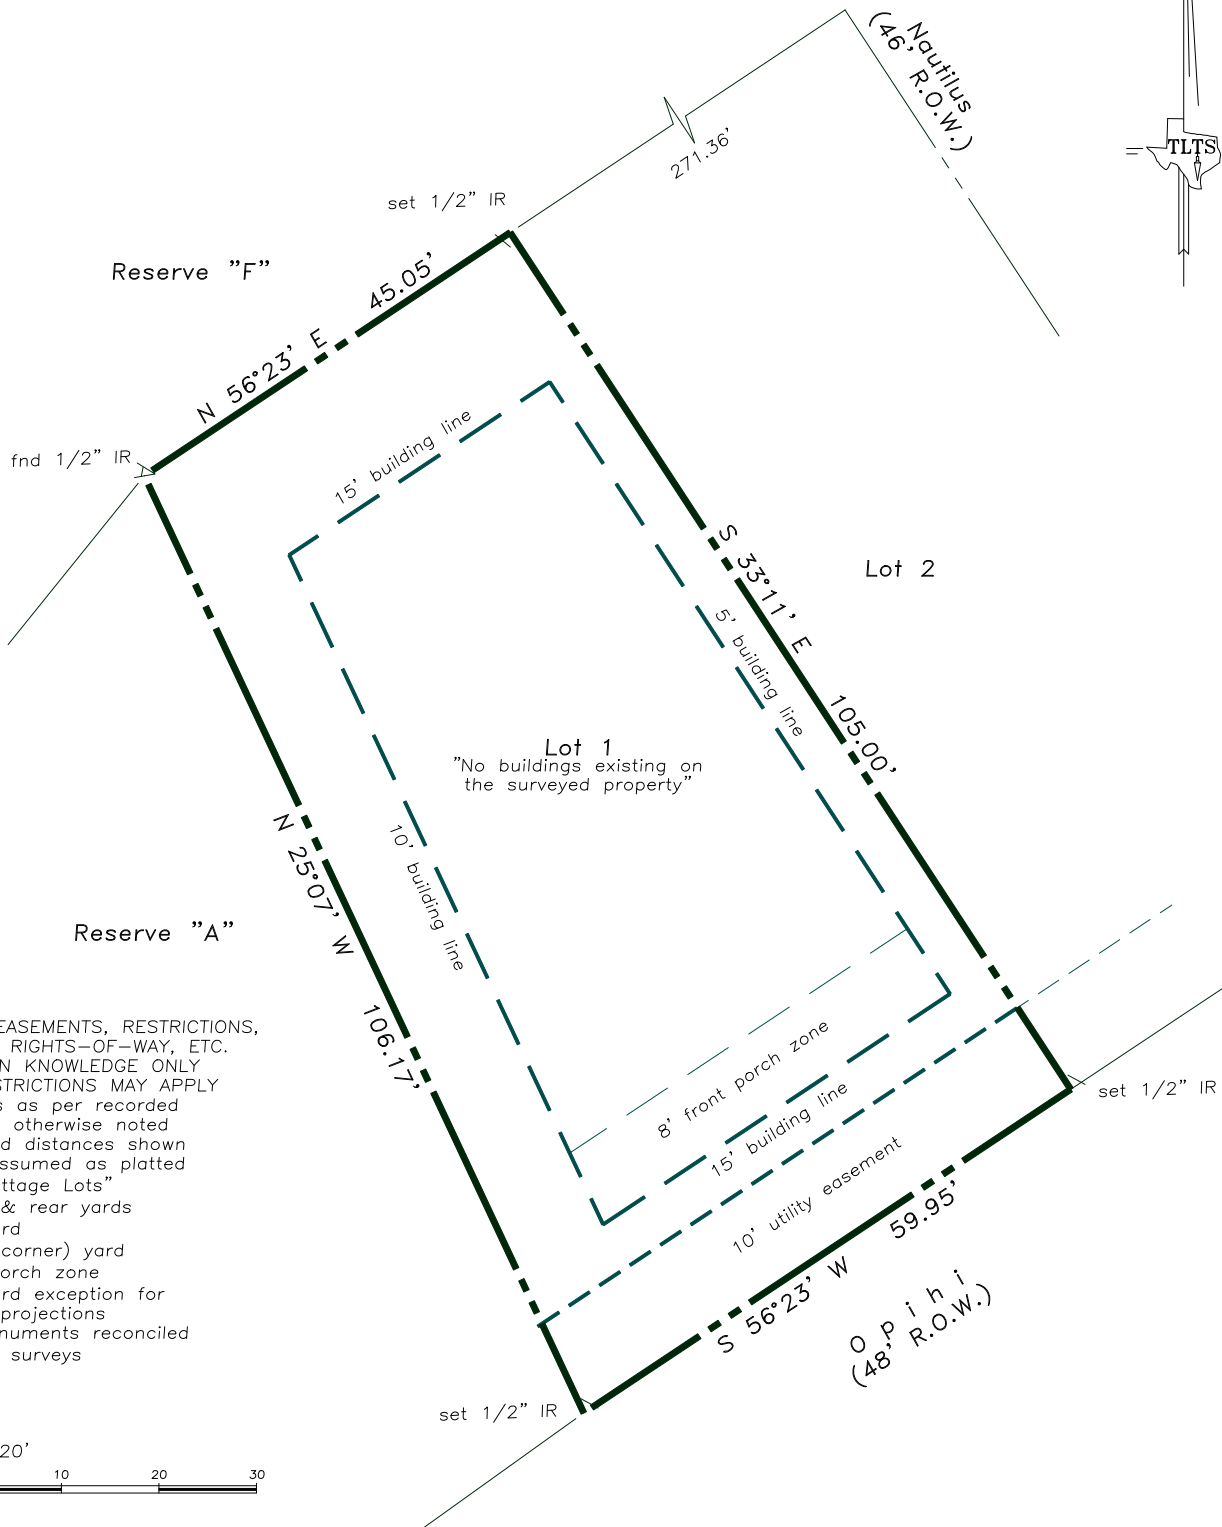 Nautilus
(46' R.O.W.)
TLTS
271.36'
set 1/2" IR
Reserve "F"
45.05'
N 56°23' E
fnd 1/2" IR
15' building line
S 33°11' E
105.00'
Lot 2
5' building line
Lot 1
"No buildings existing on
the surveyed property"
10' building line
N 25°07' W
106.17'
Reserve "A"
EASEMENTS, RESTRICTIONS,
RIGHTS-OF-WAY, ETC.
N KNOWLEDGE ONLY
STRICTIONS MAY APPLY
s as per recorded
otherwise noted
d distances shown
assumed as platted
ttage Lots"
& rear yards
rd
corner) yard
orch zone
rd exception for
projections
numents reconciled
surveys
8' front porch zone
15' building line
set 1/2" IR
10' utility easement
59.95'
S 56°23' W
Opihi
(48' R.O.W.)
set 1/2" IR
20'
10 20 30